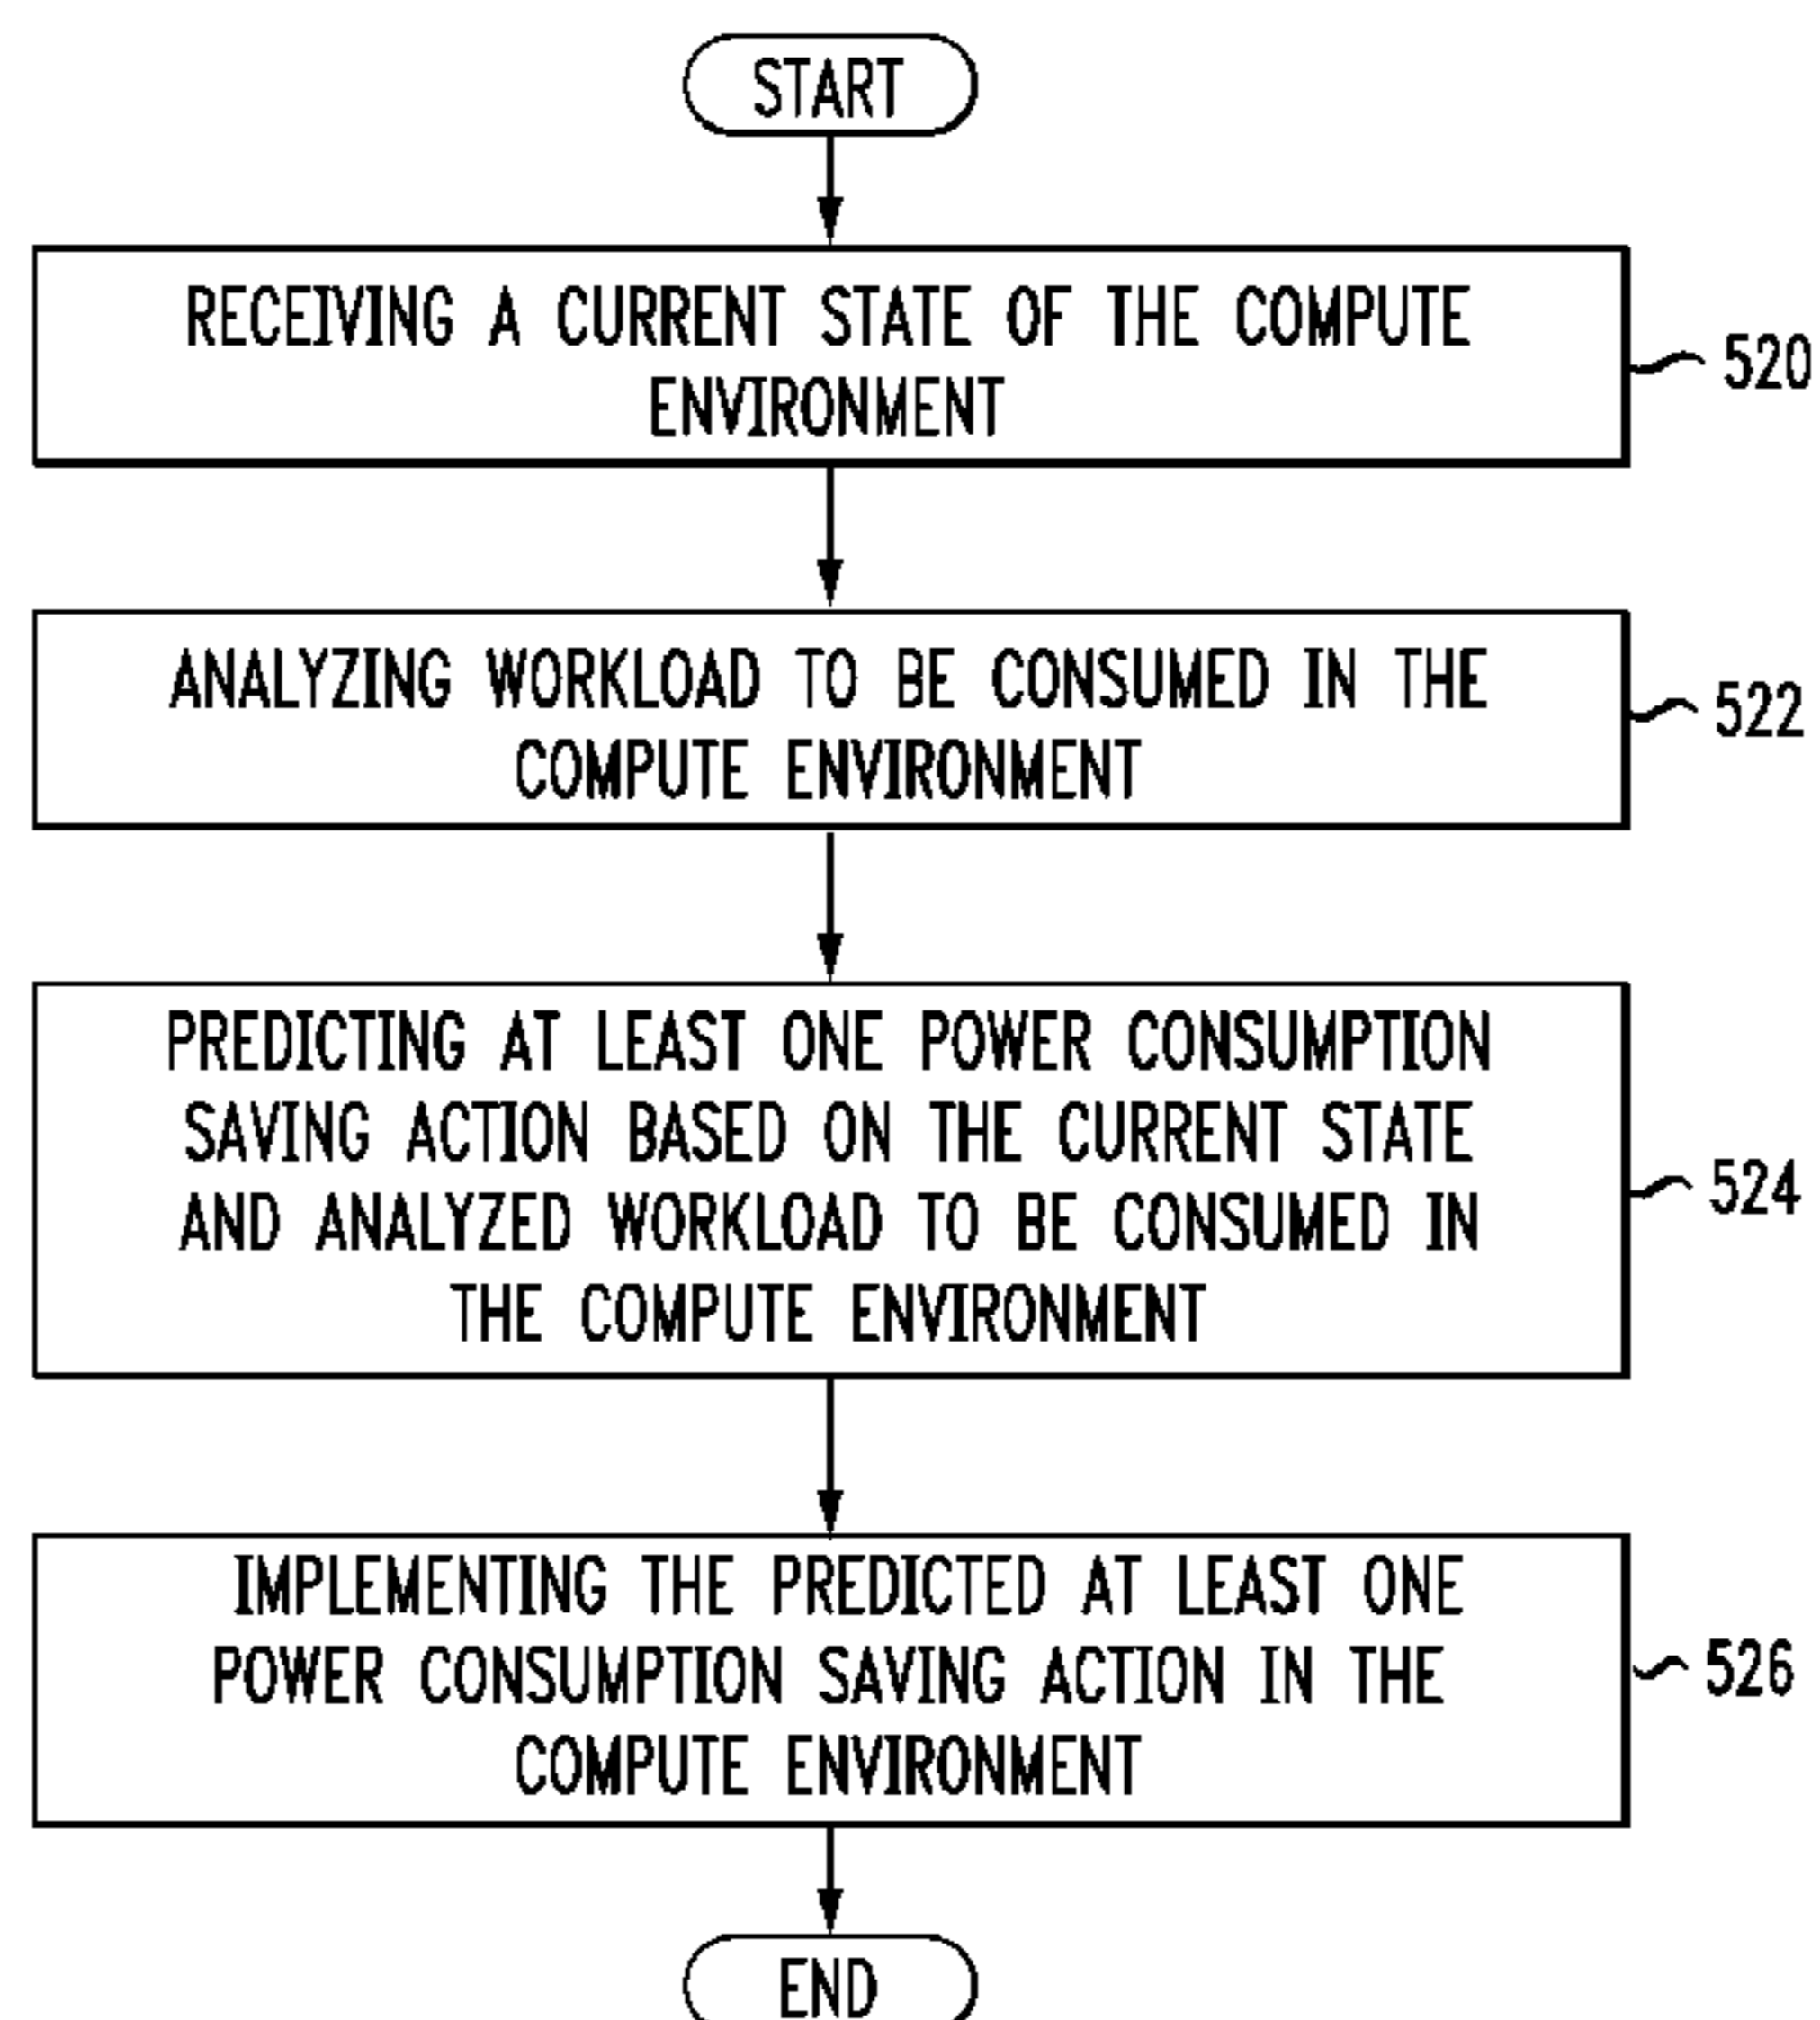 START
RECEIVING A CURRENT STATE OF THE COMPUTE
ENVIRONMENT
520
ANALYZING WORKLOAD TO BE CONSUMED IN THE
COMPUTE ENVIRONMENT
522
PREDICTING AT LEAST ONE POWER CONSUMPTION
SAVING ACTION BASED ON THE CURRENT STATE
AND ANALYZED WORKLOAD TO BE CONSUMED IN
THE COMPUTE ENVIRONMENT
524
IMPLEMENTING THE PREDICTED AT LEAST ONE
POWER CONSUMPTION SAVING ACTION IN THE
COMPUTE ENVIRONMENT
526
END